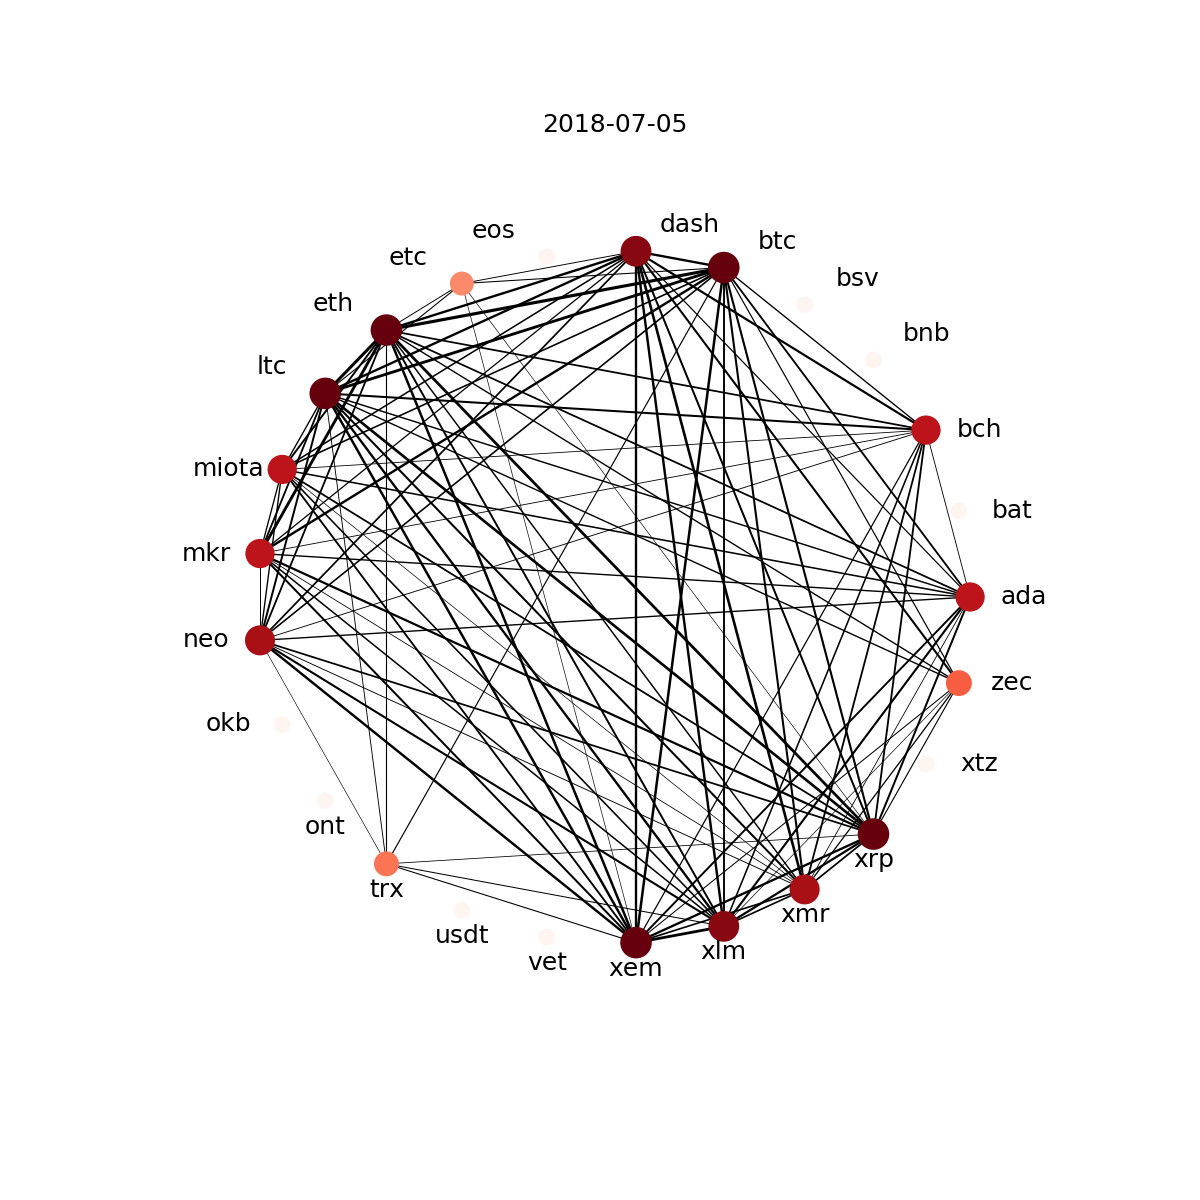 2018-07-05
dash
eos
btc
etc
bsv
eth
bnb
ltc
bch
miota
bat
mkr
ada
neo
zec
okb
xtz
ont
xrp
trx
xmr
usdt
xlm
vet
xem